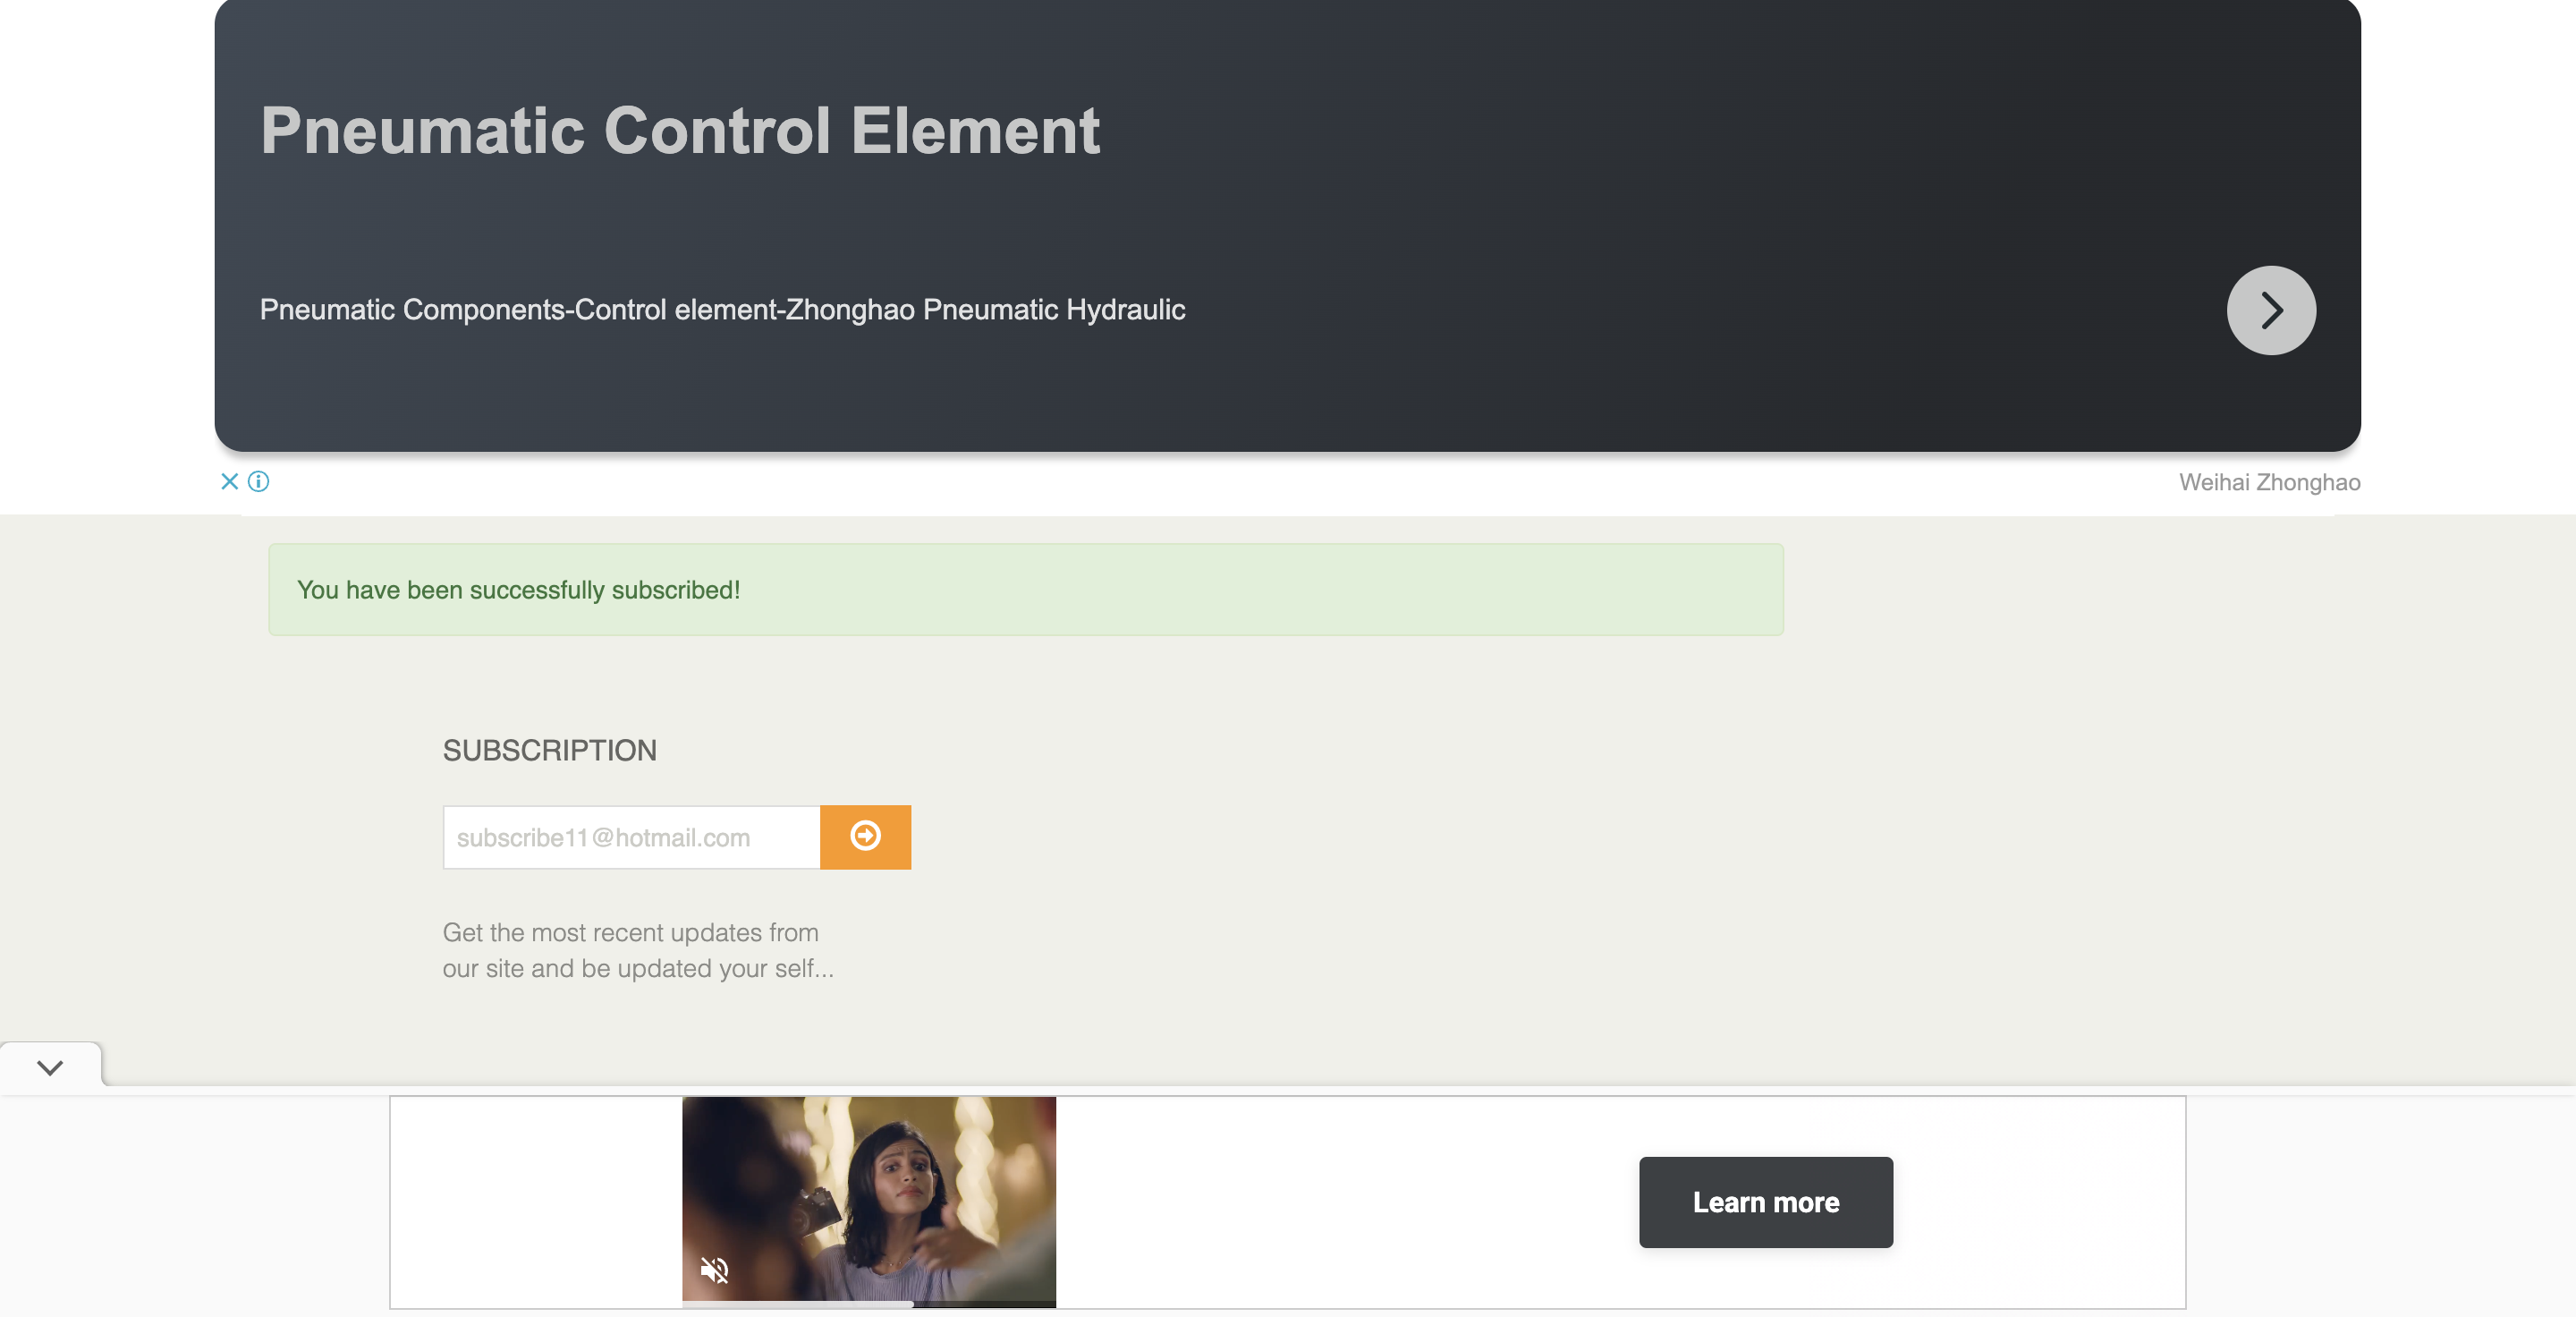 Pneumatic Control Element
Pneumatic Components-Control element-Zhonghao Pneumatic Hydraulic
Weihai Zhonghao
You have been successfully subscribed!
SUBSCRIPTION
subscribe11@hotmail.com
Get the most recent updates from
our site and be updated your self...
Learn more